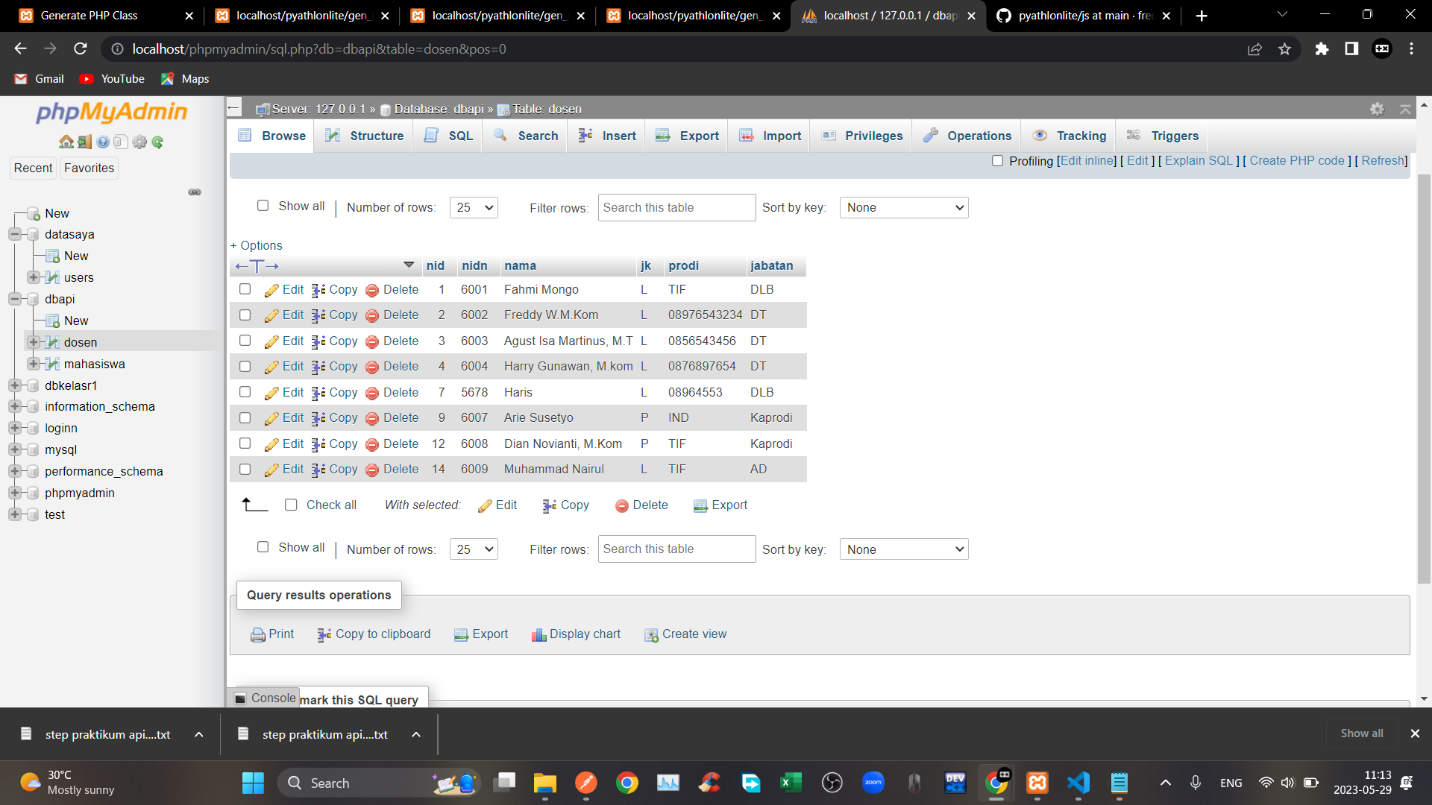 Generate PHP Class
localhost/pyathlonlite/gen_
localhost/pyathlonlite/gen_
localhost/pyathlonlite/gen_
localhost / 127.0.0.1 / dbap
pyathlonlite/js at main · fre
localhost/phpmyadmin/sql.php?db=dbapi&table=dosen&pos=0
Gmail YouTube Maps
phpMyAdmin
Recent Favorites
New
datasaya
New
users
dbapi
New
dosen
mahasiswa
dbkelasr1
information_schema
loginn
mysql
performance_schema
phpmyadmin
test
Server: 127.0.0.1 » Database: dbapi » Table: dosen
Browse Structure SQL Search Insert Export Import Privileges Operations Tracking Triggers
Profiling [Edit inline] [ Edit ] [ Explain SQL ] [ Create PHP code ] [ Refresh]
Show all | Number of rows: 25 Filter rows: Search this table Sort by key: None
+ Options
←T→ nid nidn nama jk prodi jabatan
Edit Copy Delete 1 6001 Fahmi Mongo L TIF DLB
Edit Copy Delete 2 6002 Freddy W.M.Kom L 08976543234 DT
Edit Copy Delete 3 6003 Agust Isa Martinus, M.T L 0856543456 DT
Edit Copy Delete 4 6004 Harry Gunawan, M.kom L 0876897654 DT
Edit Copy Delete 7 5678 Haris L 08964553 DLB
Edit Copy Delete 9 6007 Arie Susetyo P IND Kaprodi
Edit Copy Delete 12 6008 Dian Novianti, M.Kom P TIF Kaprodi
Edit Copy Delete 14 6009 Muhammad Nairul L TIF AD
Check all With selected: Edit Copy Delete Export
Show all | Number of rows: 25 Filter rows: Search this table Sort by key: None
Query results operations
Print Copy to clipboard Export Display chart Create view
Console mark this SQL query
step praktikum api....txt step praktikum api....txt Show all
30°C
Mostly sunny
Search
zoom
DEV
ENG
11:13
2023-05-29